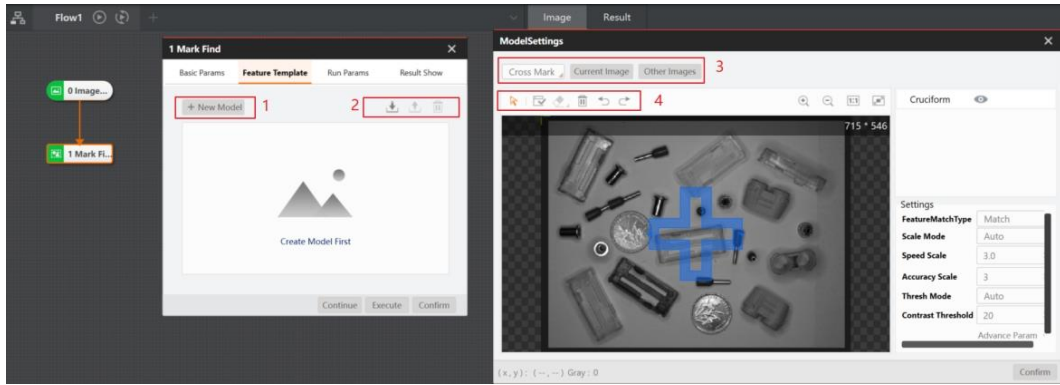 Flow1
Image
Result
0 Image...
1 Mark Fi...
1 Mark Find
Basic Params
Feature Template
Run Params
Result Show
+ New Model
1
2
Create Model First
Continue
Execute
Confirm
ModelSettings
Cross Mark
Current Image
Other Images
3
4
1:1
Cruciform
715 * 546
Settings
FeatureMatchType
Match
Scale Mode
Auto
Speed Scale
3.0
Accuracy Scale
3
Thresh Mode
Auto
Contrast Threshold
20
Advance Param
(x, y) : (--, --) Gray : 0
Confirm